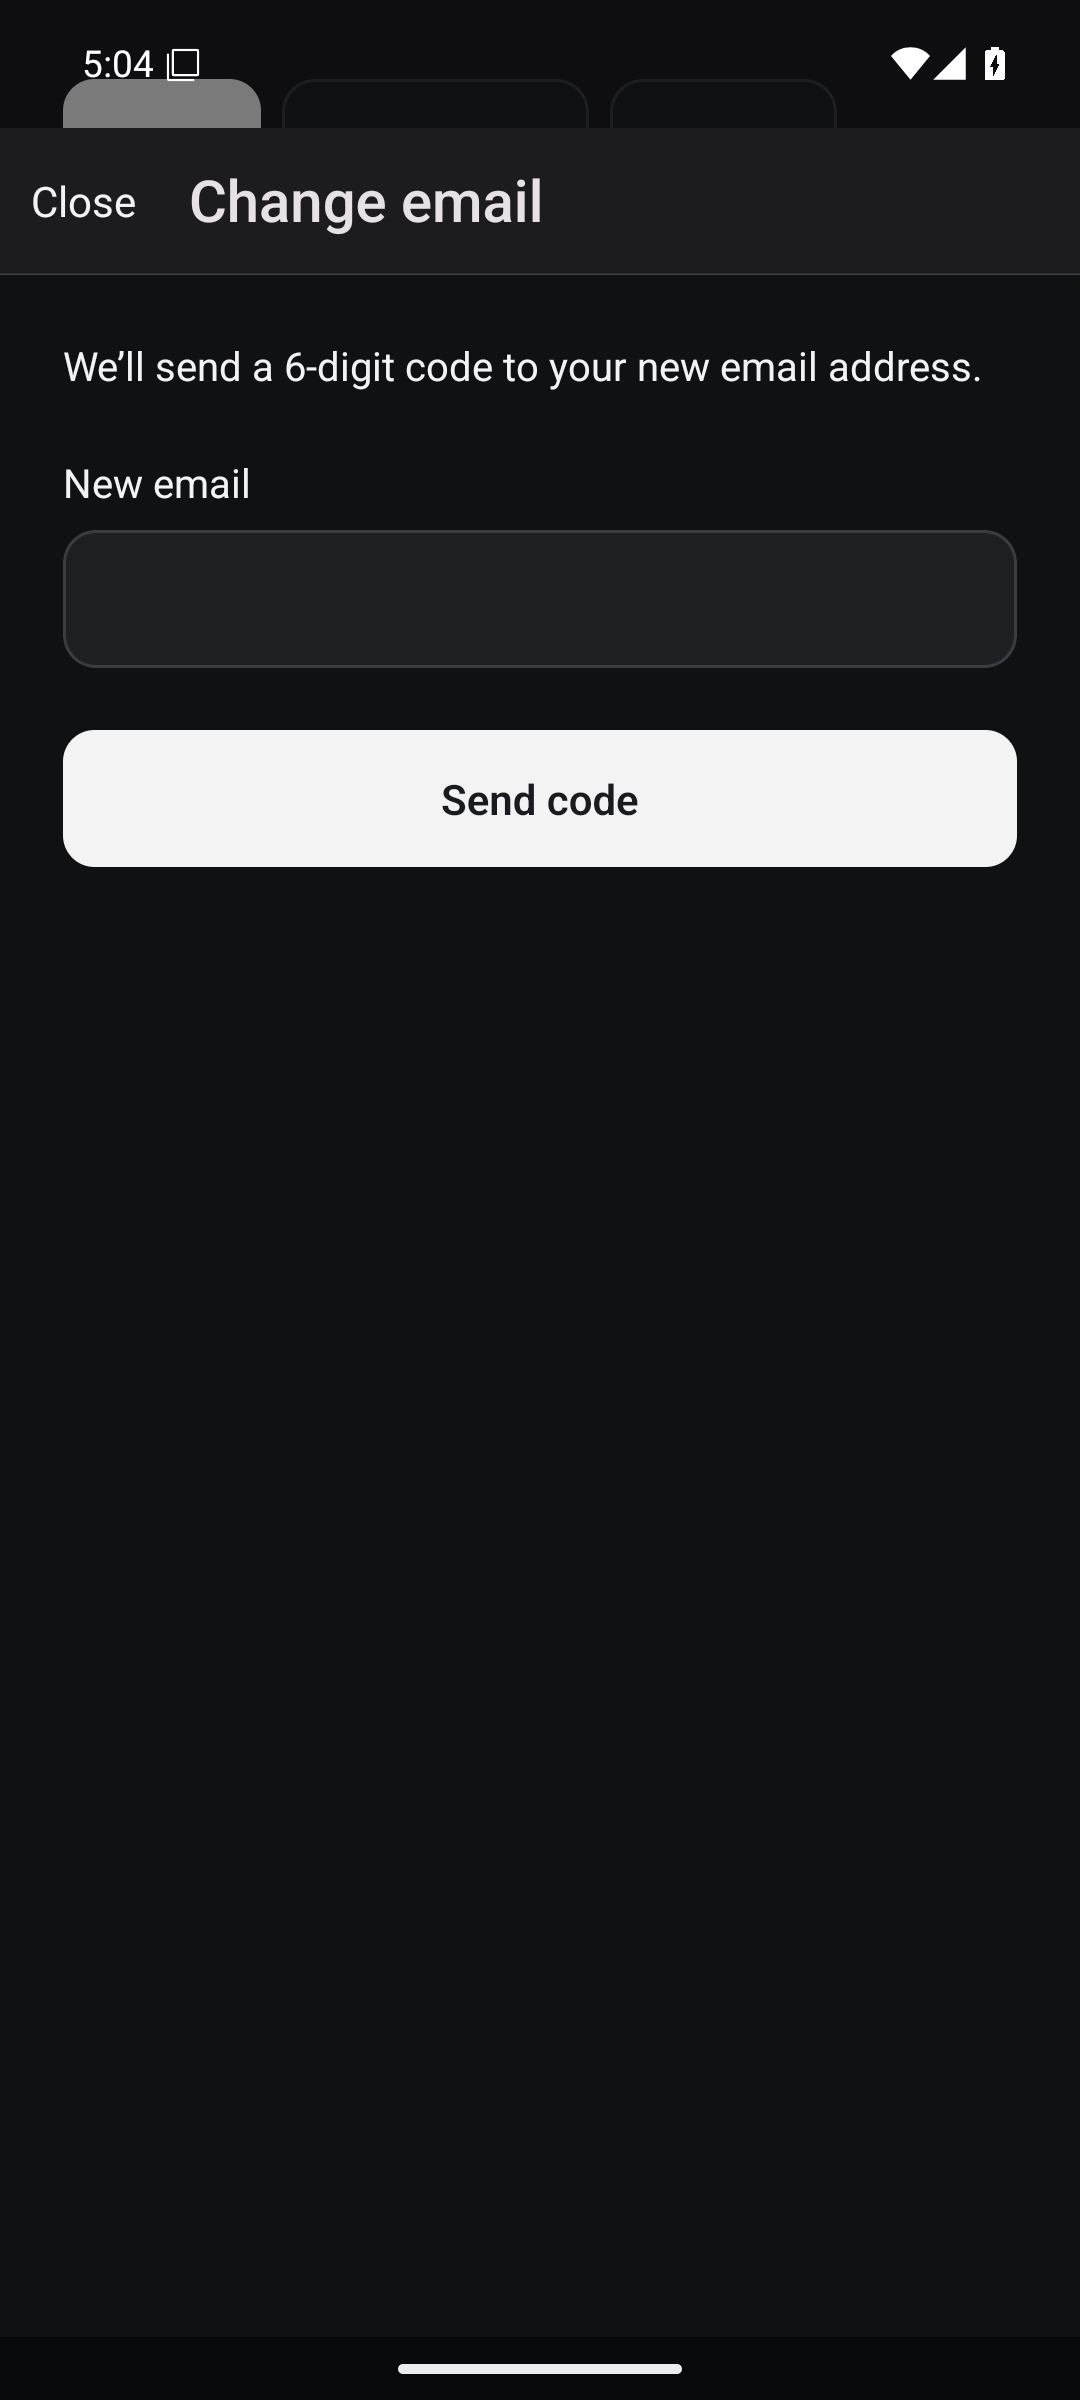 5:04
Close
Change email
We’ll send a 6-digit code to your new email address.
New email
Send code